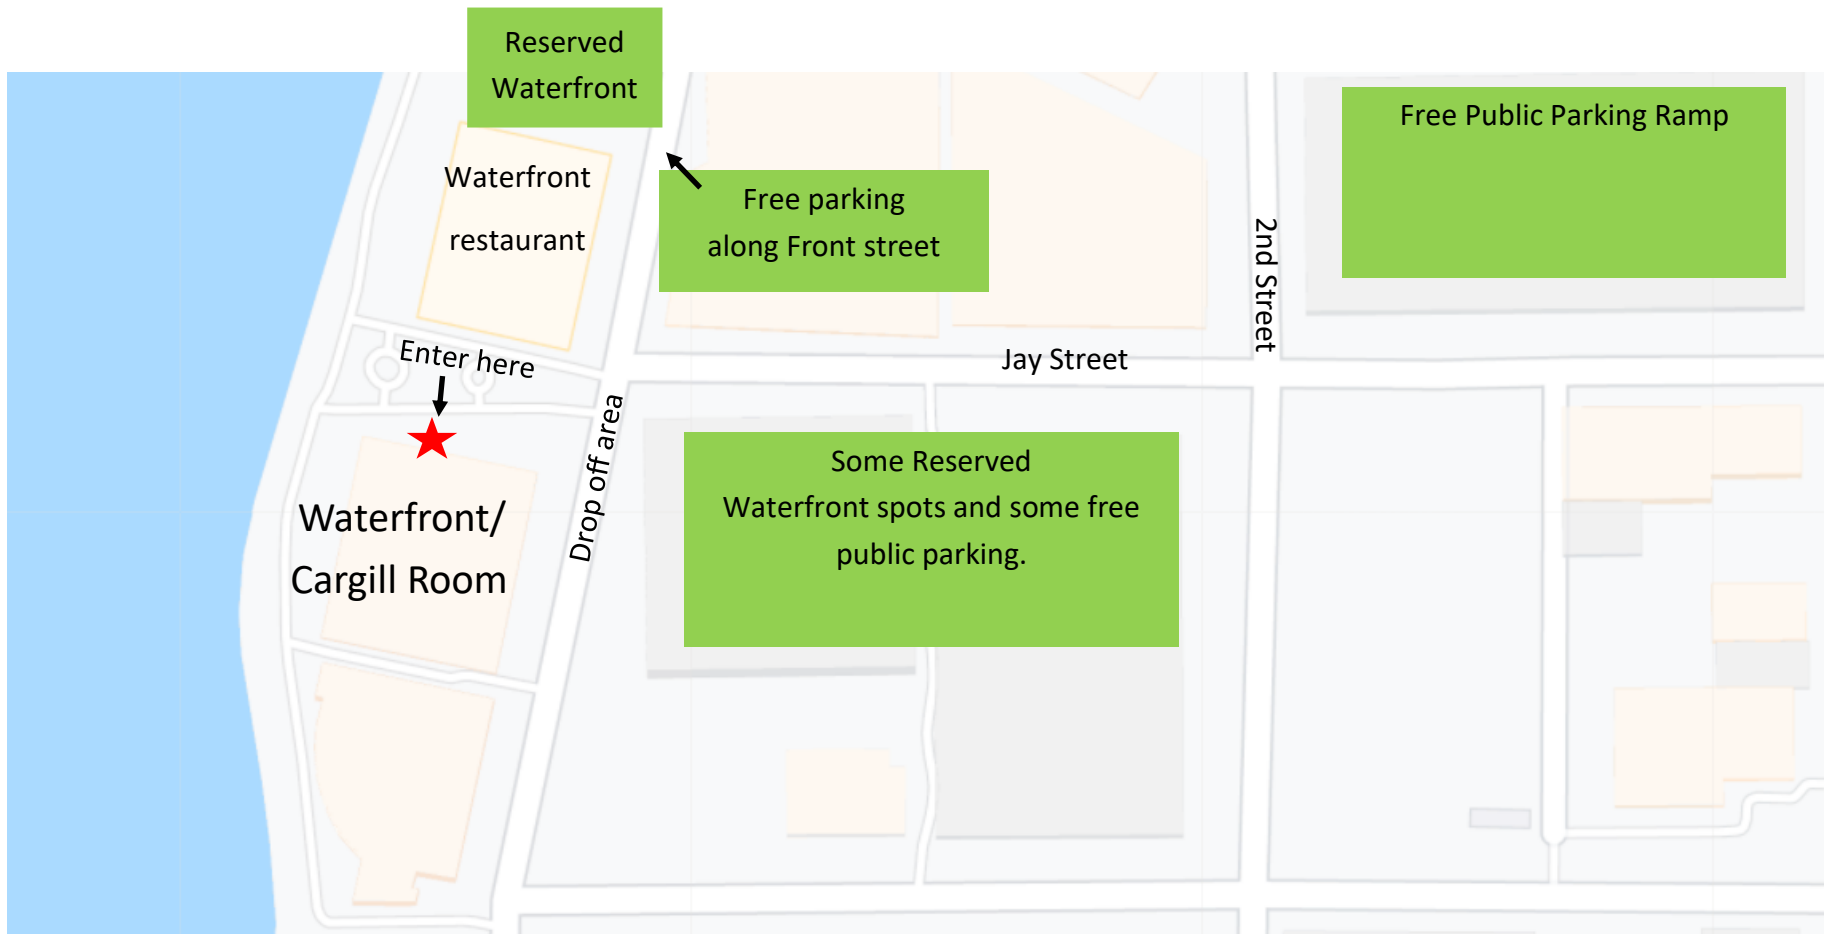 Reserved
Waterfront
Free Public Parking Ramp
Waterfront
restaurant
Free parking
along Front street
2nd Street
Enter here
Jay Street
Drop off area
Some Reserved
Waterfront spots and some free
public parking.
Waterfront/
Cargill Room